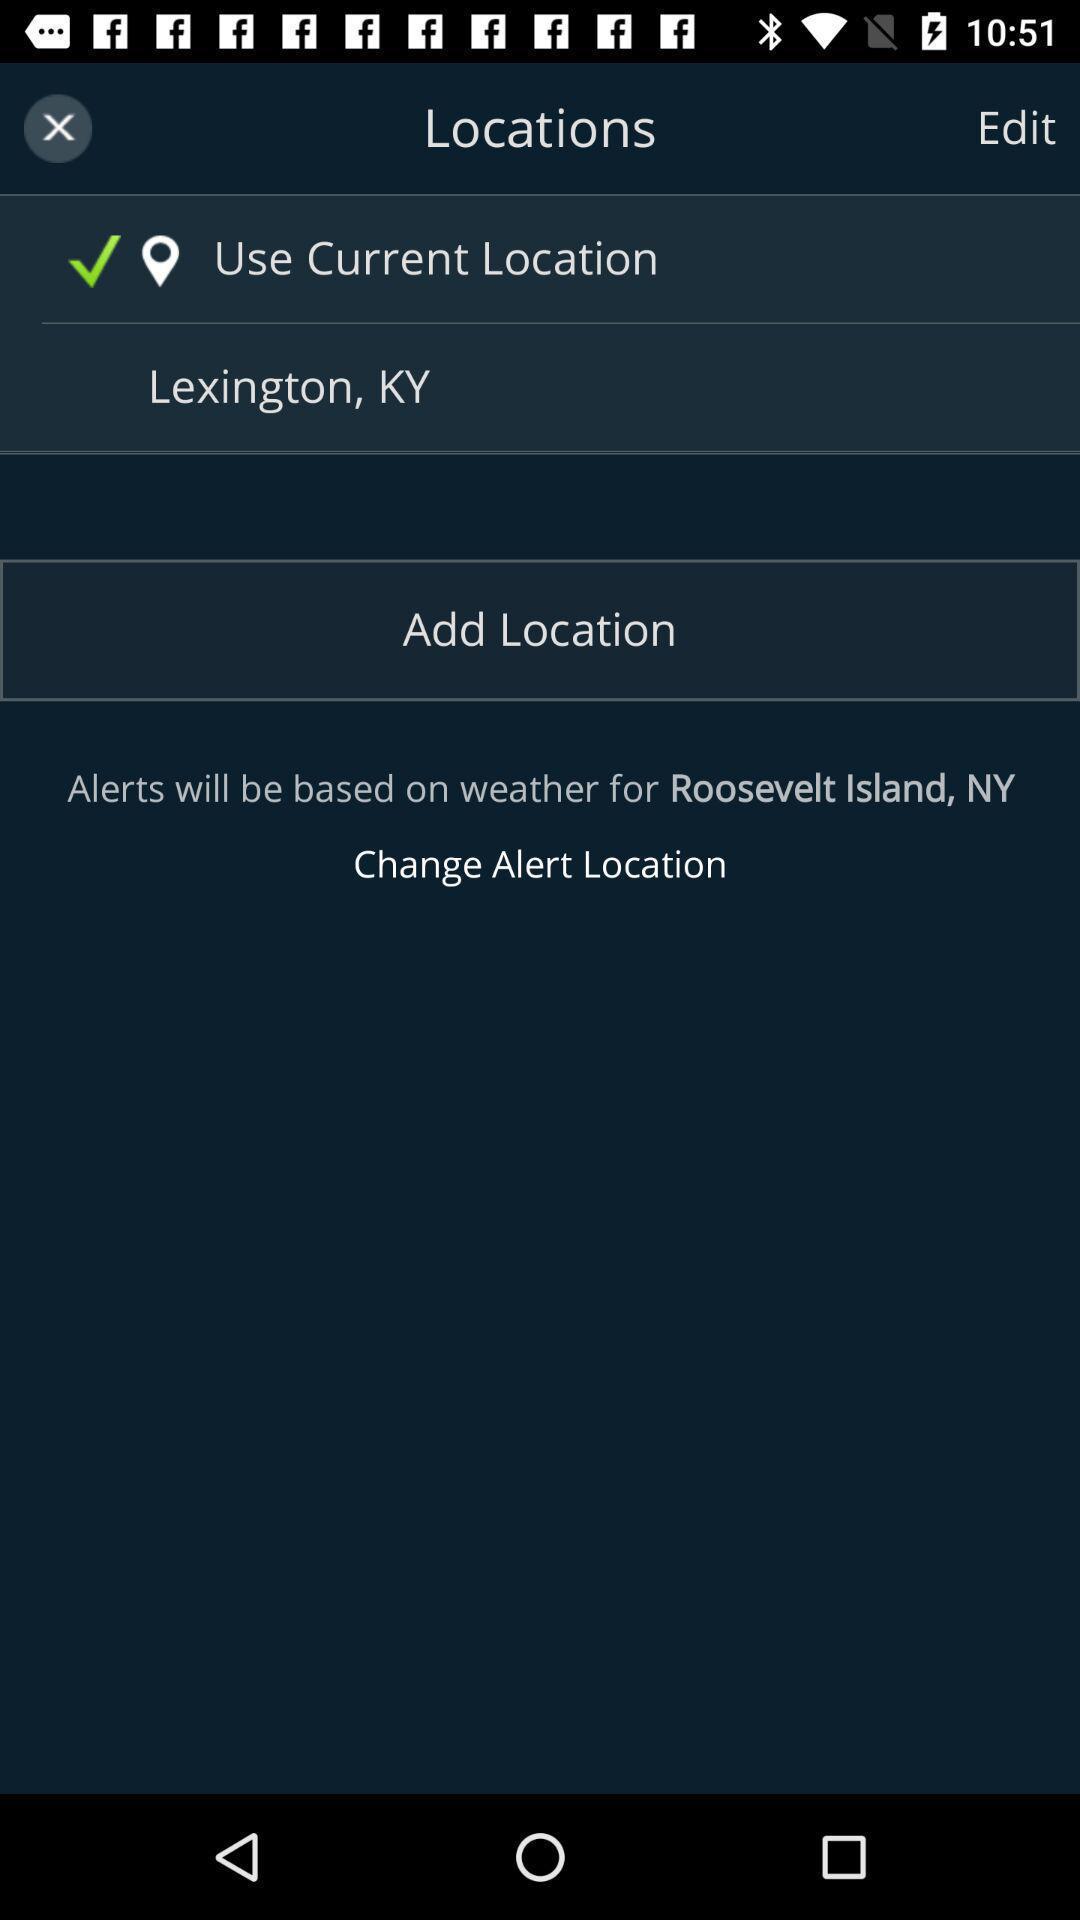 10:51
Locations
Edit
Use Current Location
Lexington, KY
Add Location
Alerts will be based on weather for Roosevelt Island, NY
Change Alert Location